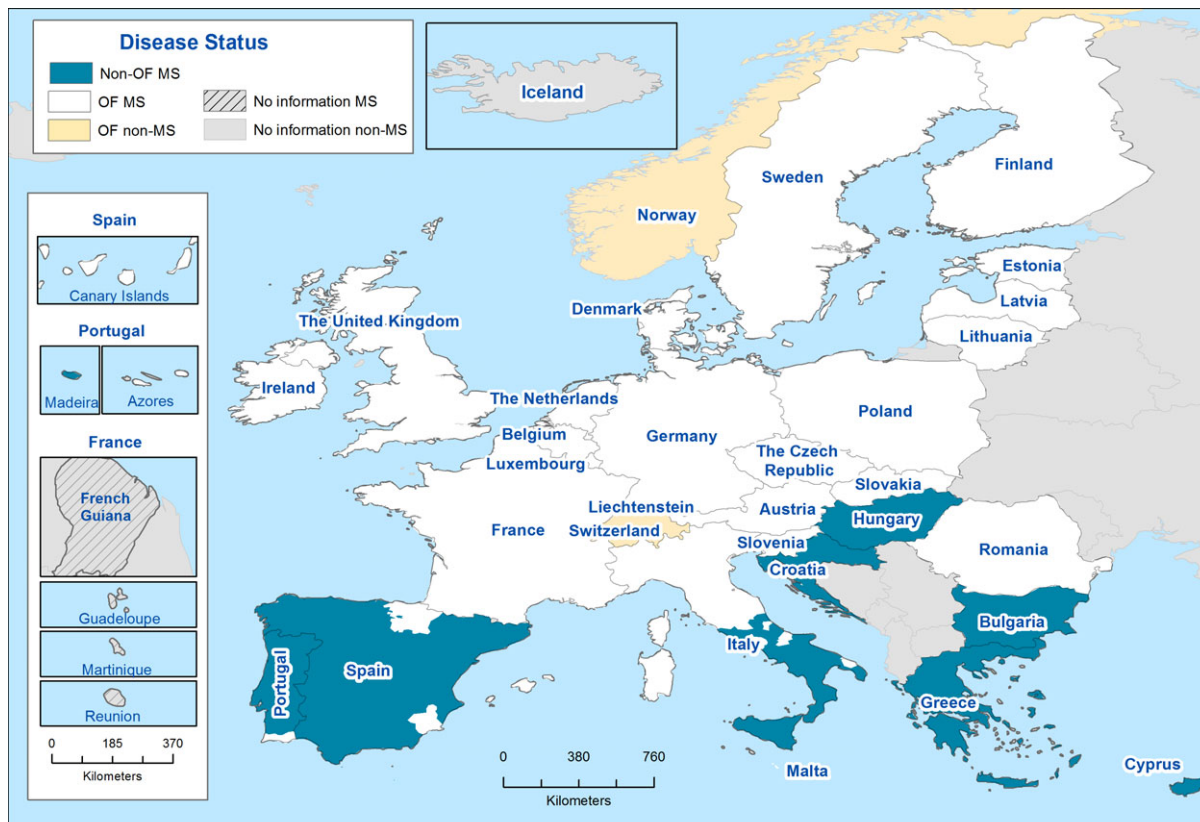 Disease Status
Non-OF MS
OF MS
No information MS
OF non-MS
No information non-MS
Iceland
Spain
Canary Islands
Portugal
Madeira
Azores
France
French
Guiana
Guadeloupe
Martinique
Reunion
0 185 370
Kilometers
Finland
Sweden
Norway
Estonia
Latvia
Lithuania
Denmark
The United Kingdom
Ireland
The Netherlands
Poland
Belgium
Germany
The Czech
Republic
Luxembourg
Slovakia
Liechtenstein
Austria
Hungary
France
Switzerland
Slovenia
Romania
Croatia
Bulgaria
Italy
Portugal
Spain
Greece
Malta
Cyprus
0 380 760
Kilometers